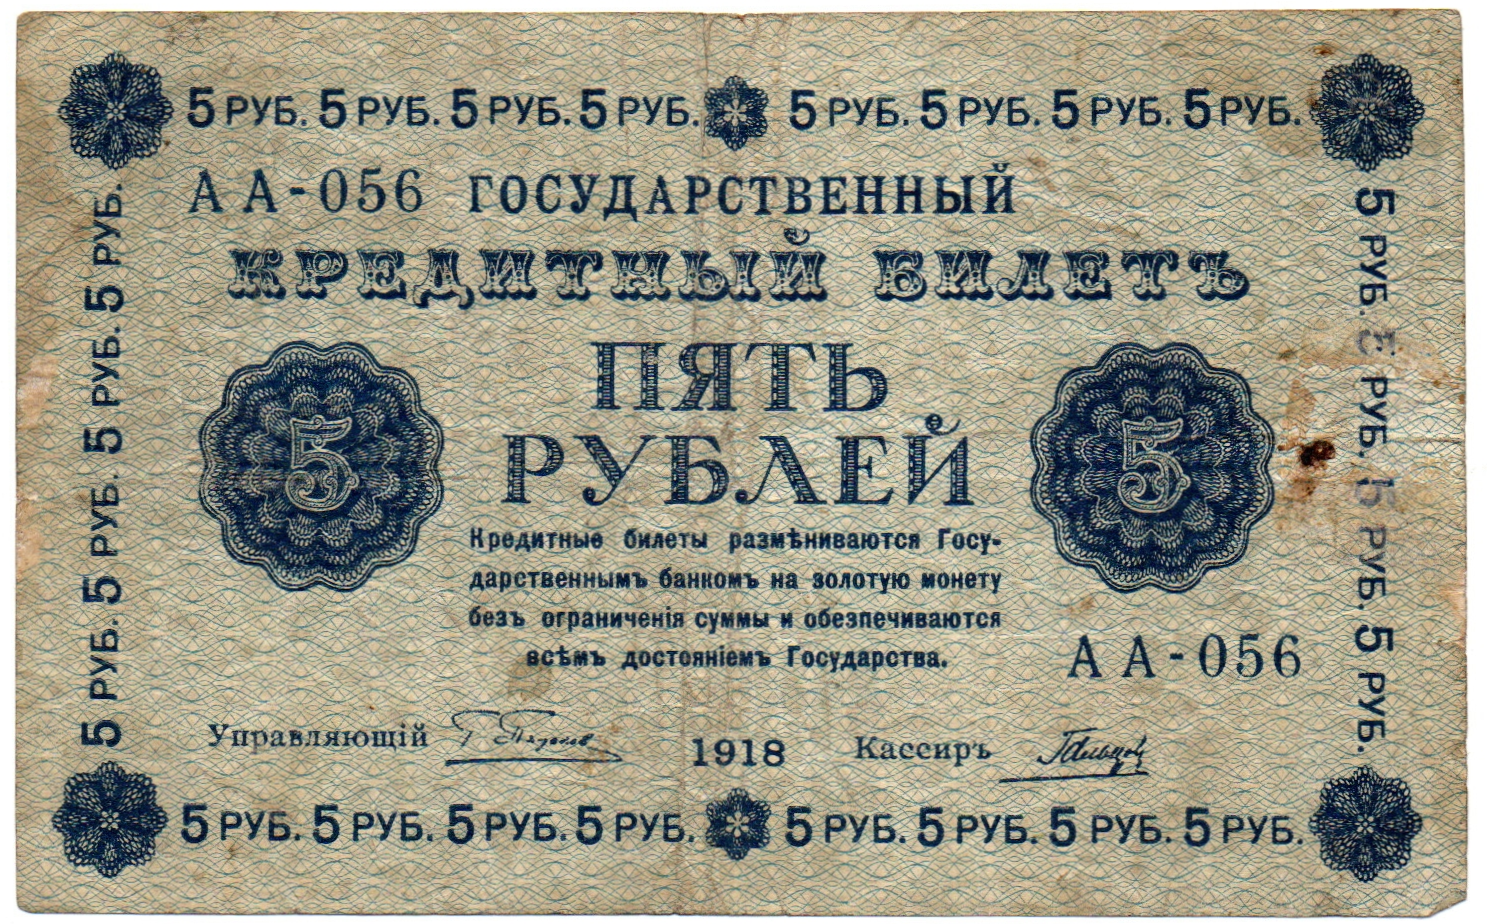 5 РУБ. 5 РУБ. 5 РУБ. 5 РУБ. 5 РУБ. 5 РУБ. 5 РУБ. 5 РУБ.
АА-056 ГОСУДАРСТВЕННЫЙ
КРЕДИТНЫЙ БИЛЕТЪ
ПЯТЬ
РУБЛЕЙ
5
5
Кредитные билеты размѣниваются Госу-
дарственнымъ банкомъ на золотую монету
безъ ограниченія суммы и обезпечиваются
всѣмъ достояніемъ Государства.
АА-056
Управляющій
1918
Кассиръ
5 РУБ. 5 РУБ. 5 РУБ. 5 РУБ. 5 РУБ. 5 РУБ. 5 РУБ. 5 РУБ.
5 РУБ. 5 РУБ. 5 РУБ. 5 РУБ.
5 РУБ. 5 РУБ. 5 РУБ. 5 РУБ.